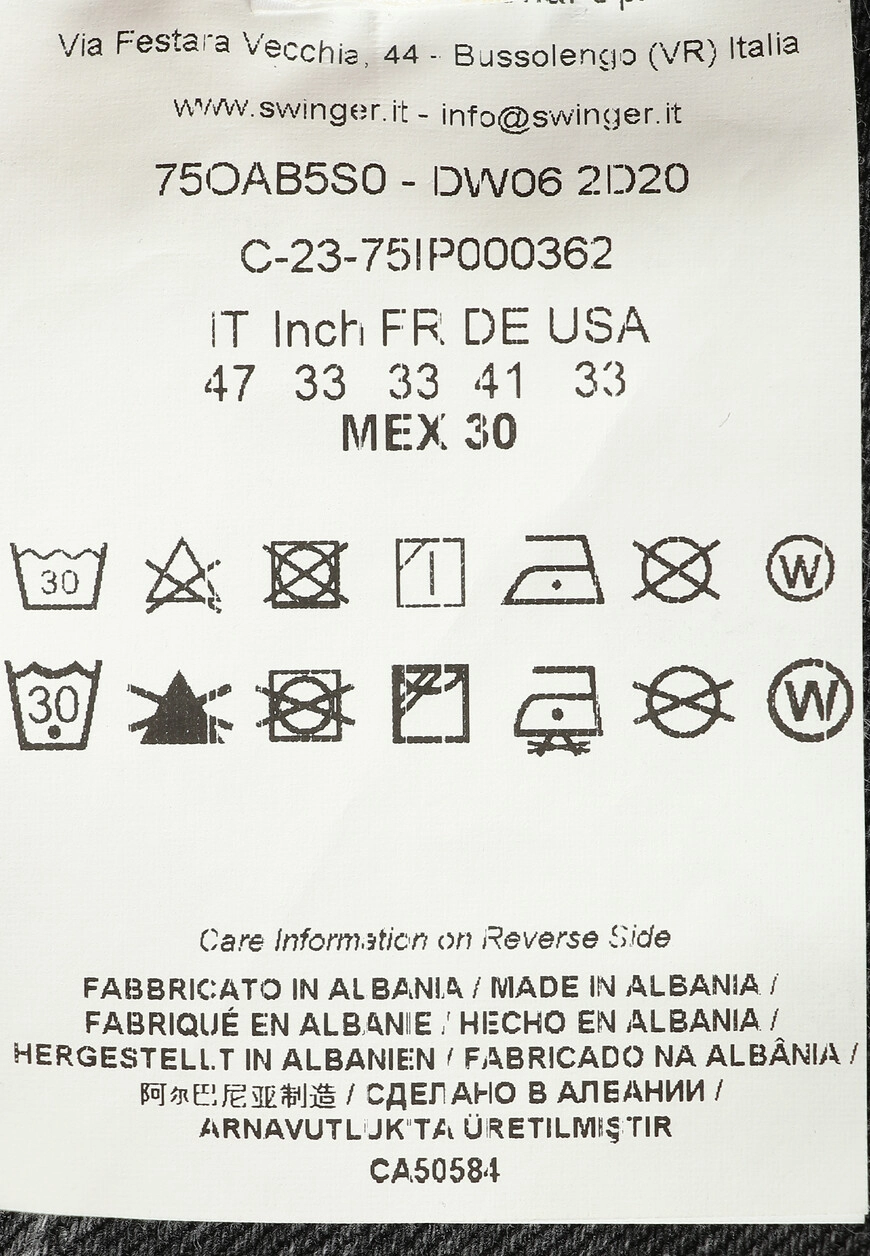 Via Festara Vecchia, 44 - Bussolengo (VR) Italia
www.swinger.it - info@swinger.it
75OAB5S0 - DW06 2D20
C-23-75IP000362
IT Inch FR DE USA
47 33 33 41 33
MEX 30
30 W
30 W
Care Information on Reverse Side
FABBRICATO IN ALBANIA / MADE IN ALBANIA /
FABRIQUÉ EN ALBANIE / HECHO EN ALBANIA /
HERGESTELLT IN ALBANIEN / FABRICADO NA ALBÂNIA /
阿尔巴尼亚制造 / СДЕЛАНО В АЛБАНИИ /
ARNAVUTLUK'TA ÜRETILMIŞTIR
CA50584